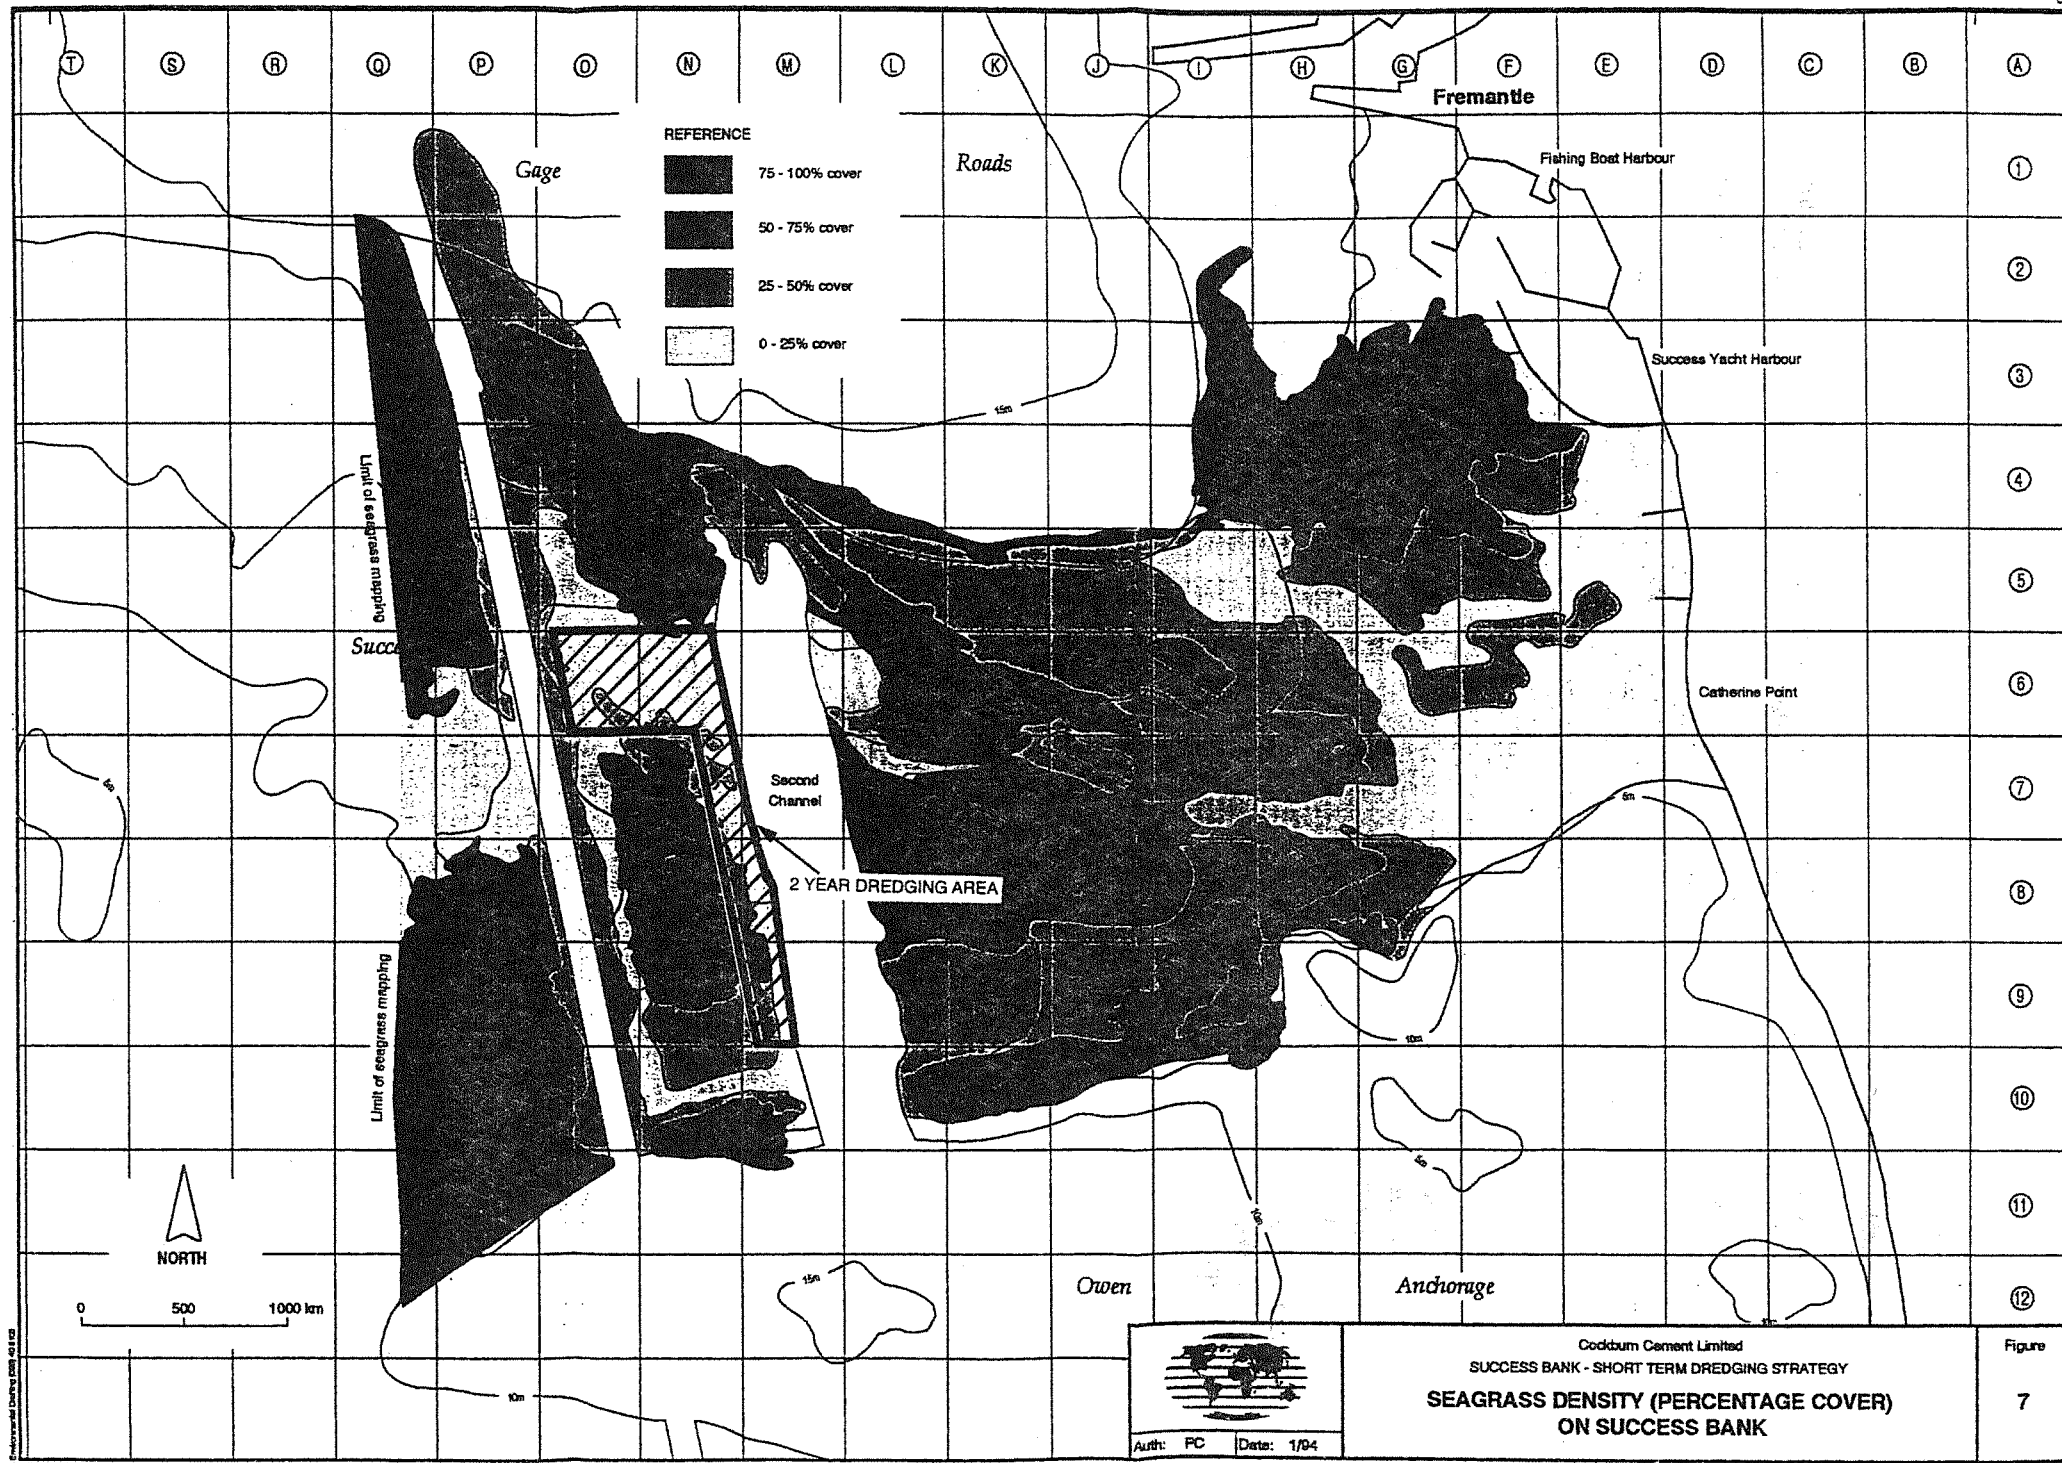 T S R Q P O N M L K J I H G F E D C B A
Fremantle
REFERENCE
75 - 100% cover
50 - 75% cover
25 - 50% cover
0 - 25% cover
Gage
Roads
Fishing Boat Harbour
1
2
Success Yacht Harbour
3
15m
4
Limit of seagrass mapping
5
Succe
6
Catherine Point
5m
Second
Channel
7
5m
2 YEAR DREDGING AREA
8
Limit of seagrass mapping
9
10m
10
5m
11
10m
NORTH
0 500 1000 km
15m
Owen
Anchorage
12
10m
Auth: PC Date: 1/94
Cockburn Cement Limited
SUCCESS BANK - SHORT TERM DREDGING STRATEGY
SEAGRASS DENSITY (PERCENTAGE COVER)
ON SUCCESS BANK
Figure
7